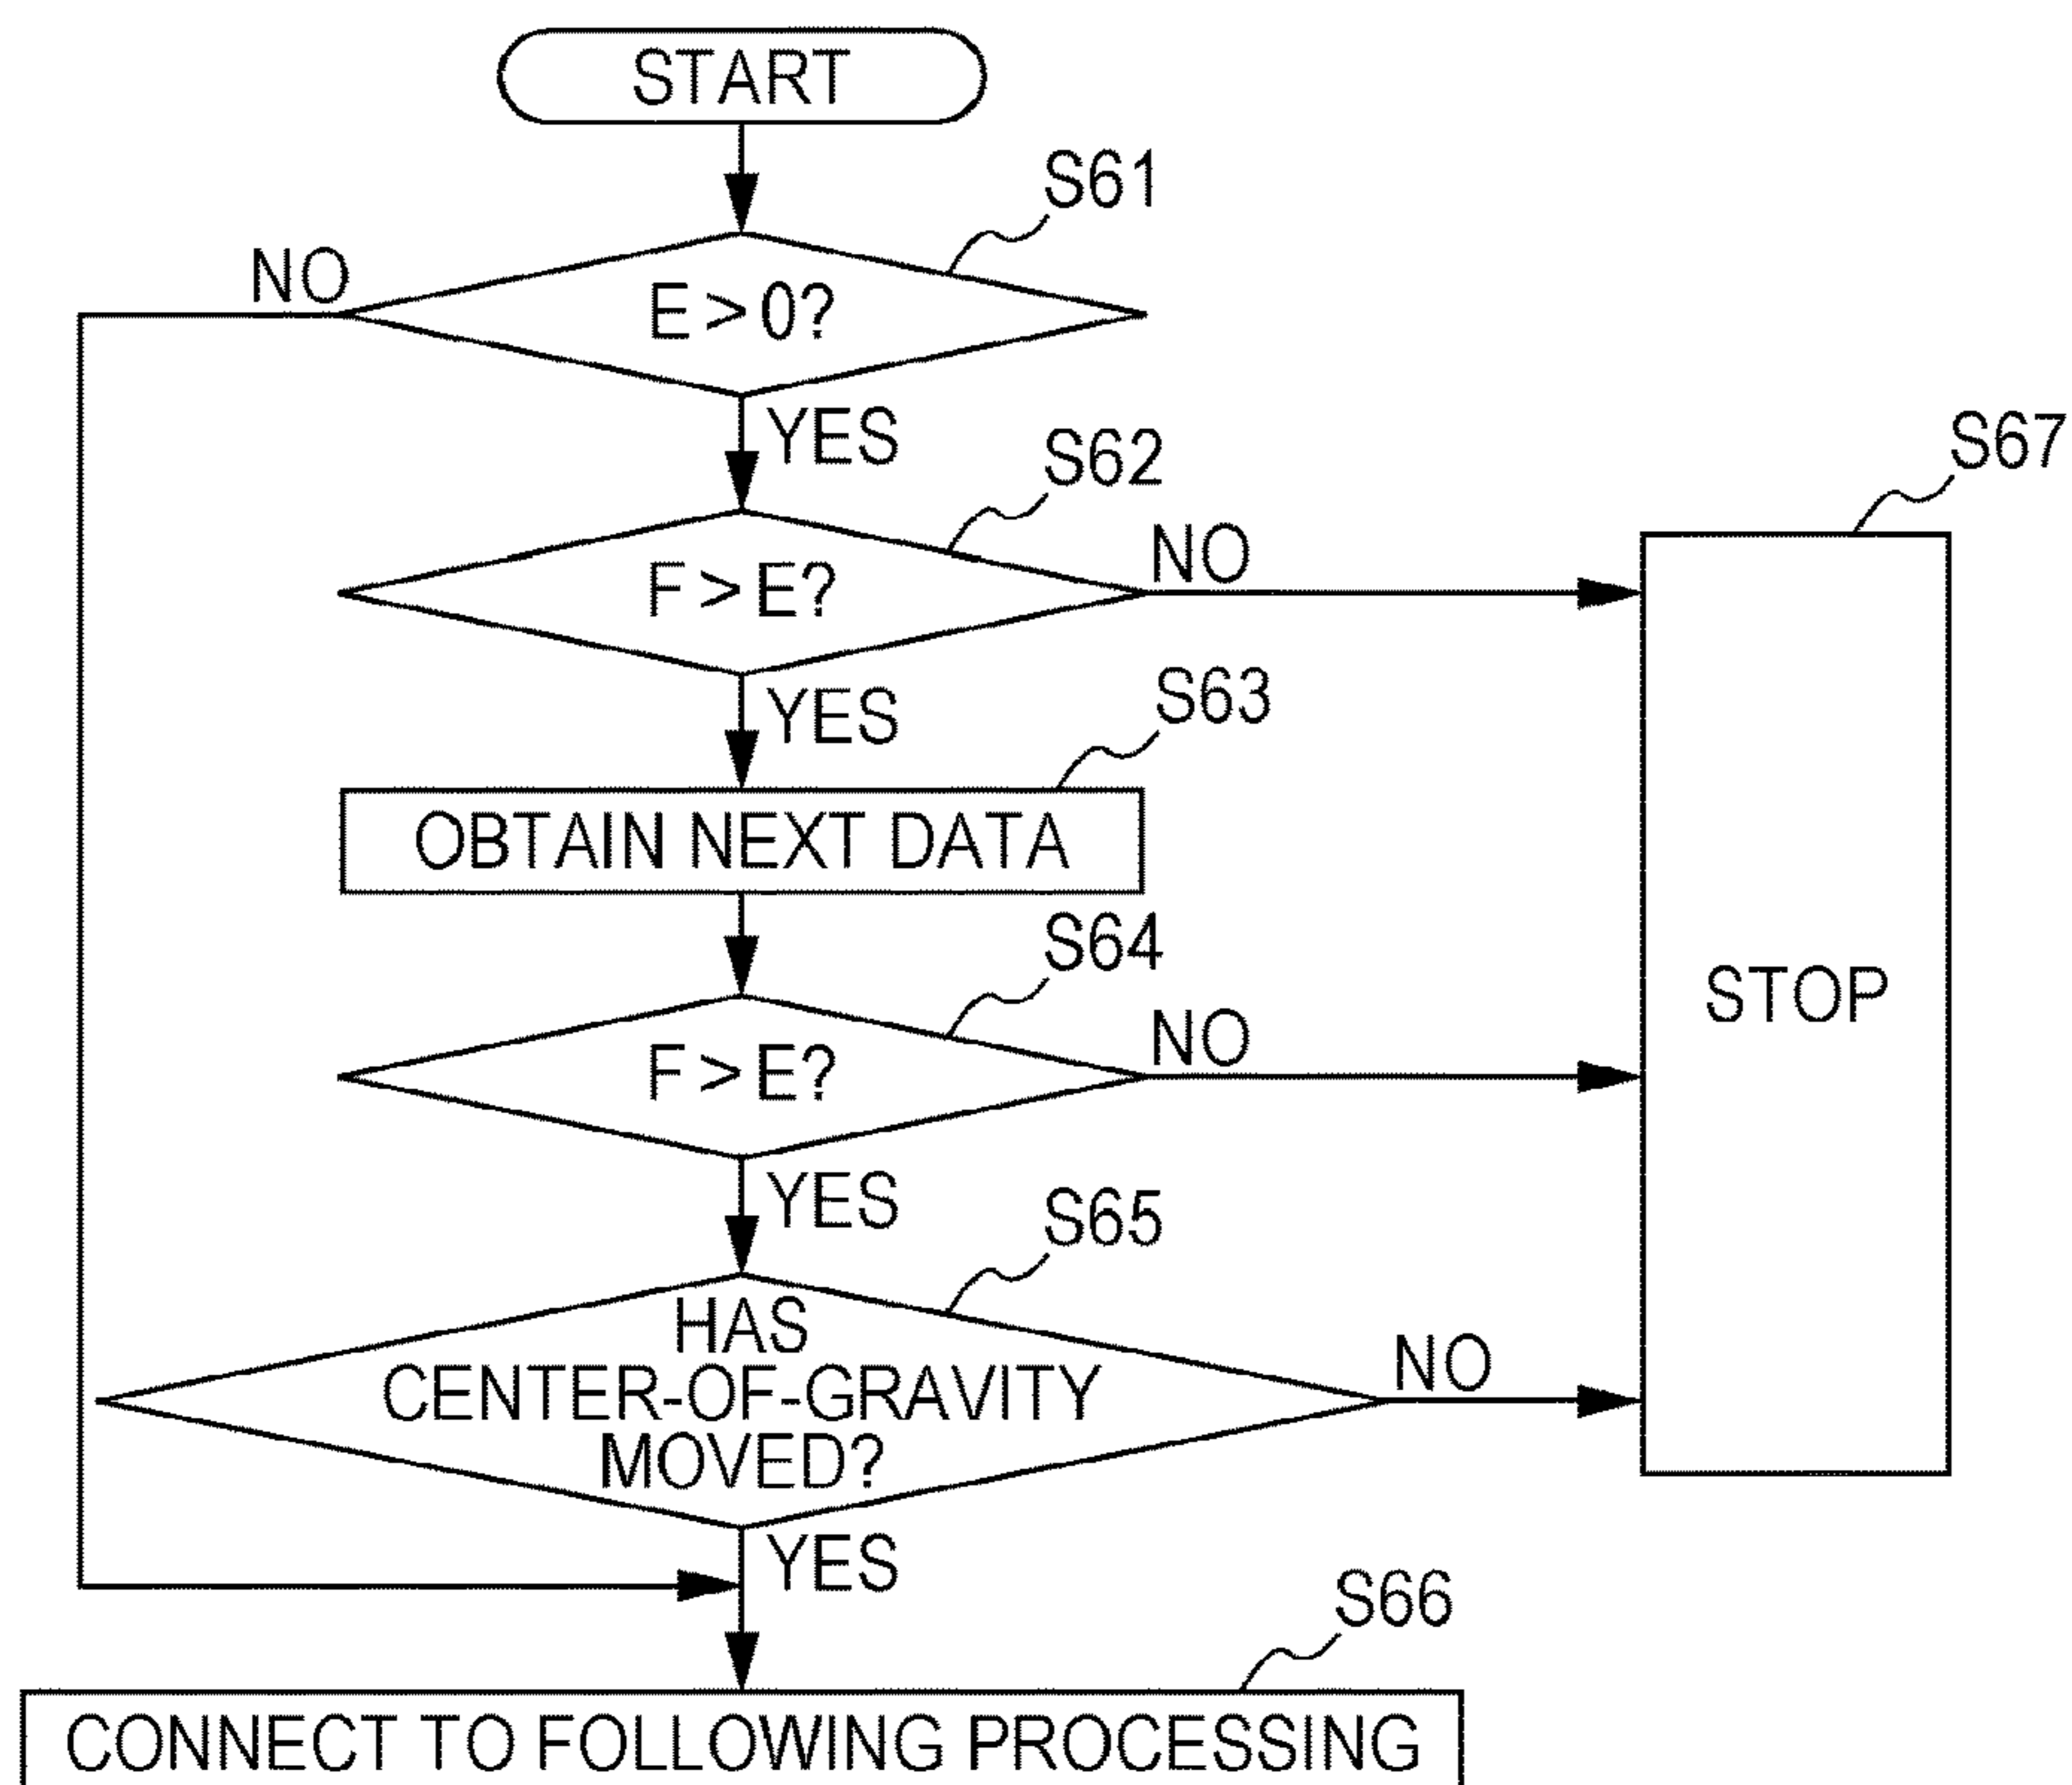 START
S61
NO
E > 0?
YES
S62
S67
NO
F > E?
YES
S63
OBTAIN NEXT DATA
S64
NO
F > E?
STOP
YES
S65
HAS
CENTER-OF-GRAVITY
MOVED?
NO
YES
S66
CONNECT TO FOLLOWING PROCESSING